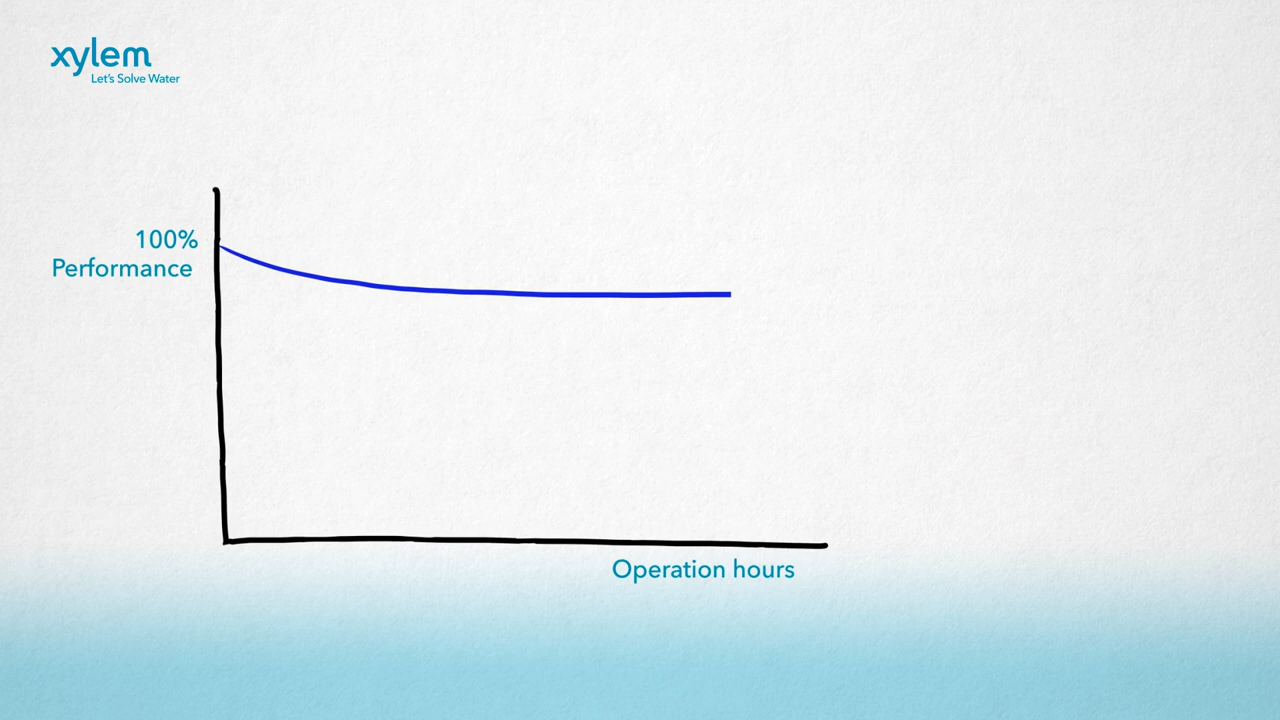 xylem
Let's Solve Water
100%
Performance
Operation hours